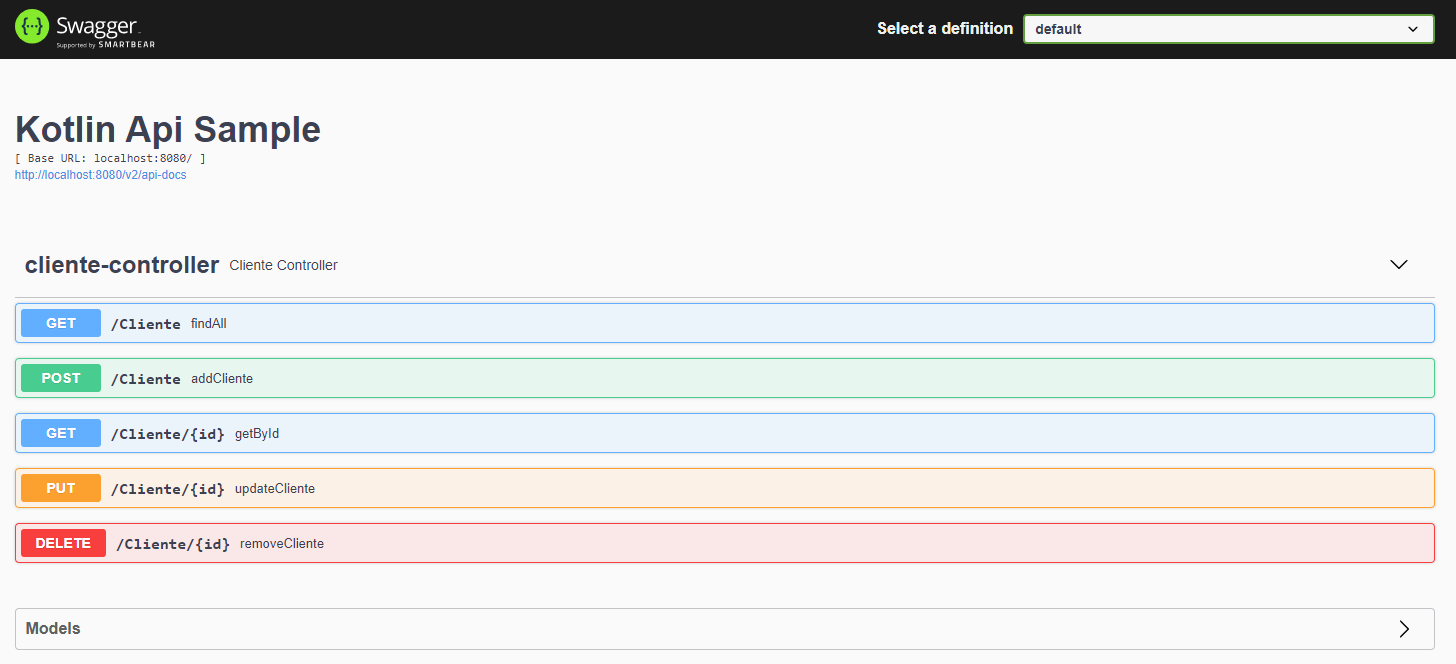 Swagger
Supported by SMARTBEAR
Select a definition
default
Kotlin Api Sample
[ Base URL: localhost:8080/ ]
http://localhost:8080/v2/api-docs
cliente-controller Cliente Controller
GET /Cliente findAll
POST /Cliente addCliente
GET /Cliente/{id} getById
PUT /Cliente/{id} updateCliente
DELETE /Cliente/{id} removeCliente
Models